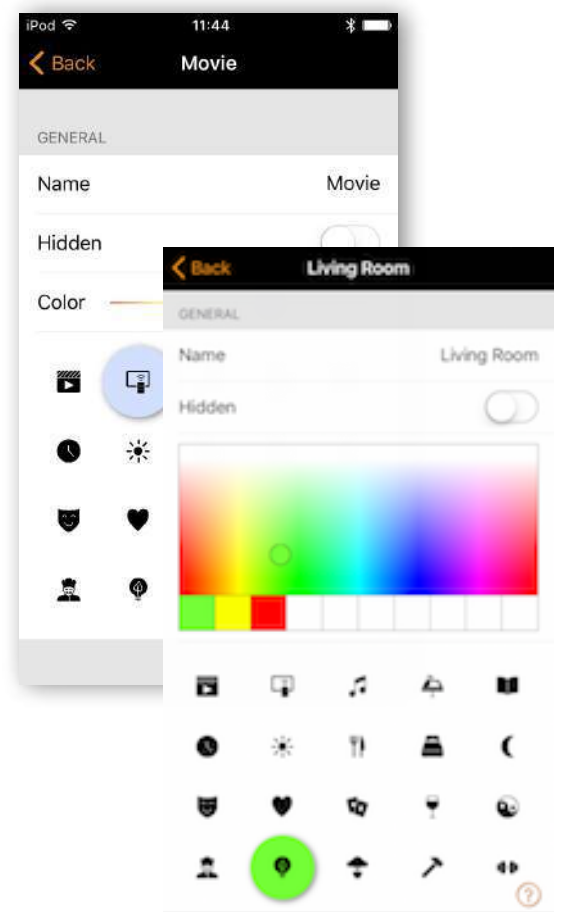 iPod 11:44
Back Movie
GENERAL
Name Movie
Hidden
Color
Back Living Room
GENERAL
Name Living Room
Hidden
?